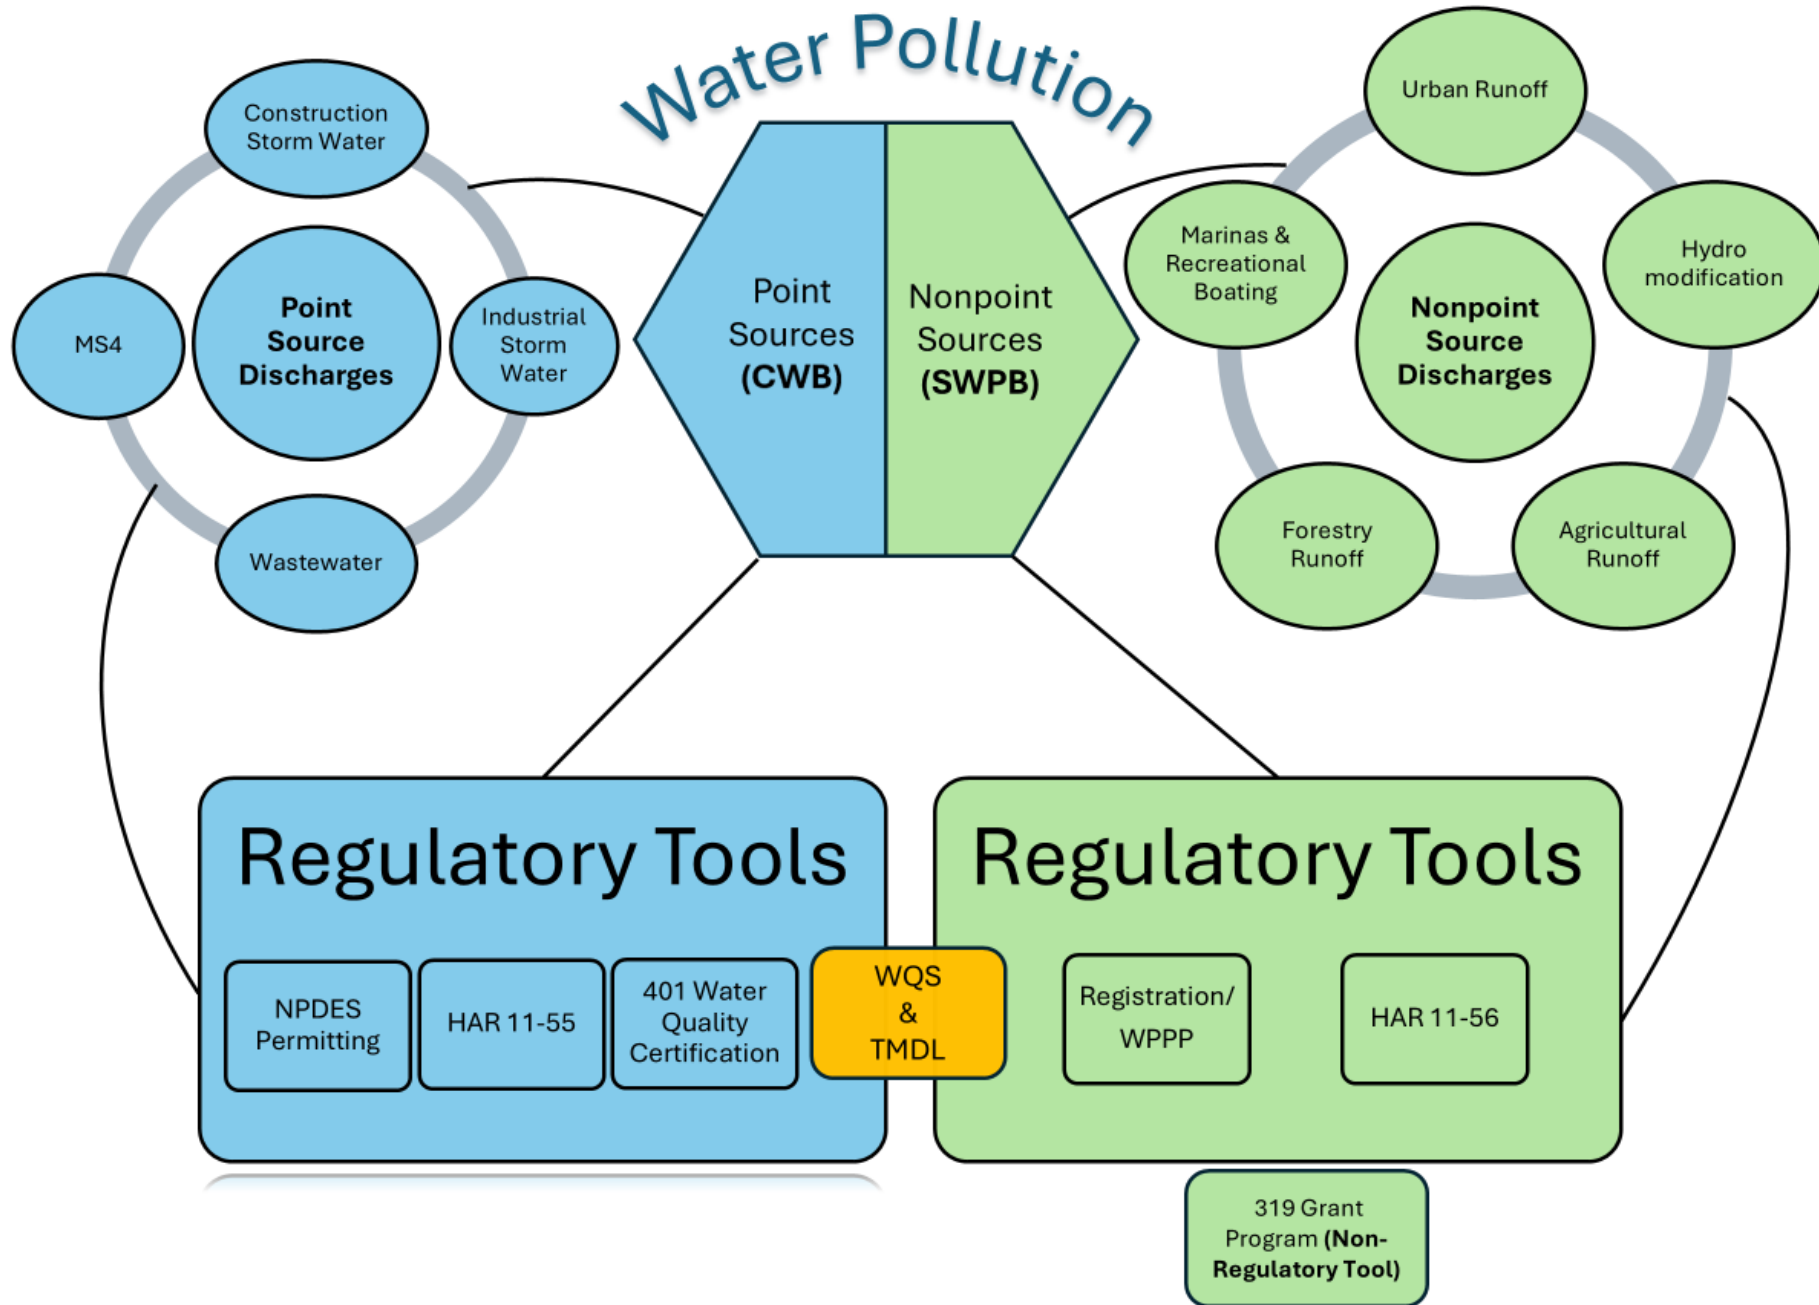 Water Pollution
Construction
Storm Water
MS4
Point
Source
Discharges
Industrial
Storm
Water
Wastewater
Point
Sources
(CWB)
Nonpoint
Sources
(SWPB)
Urban Runoff
Marinas &
Recreational
Boating
Hydro
modification
Nonpoint
Source
Discharges
Forestry
Runoff
Agricultural
Runoff
Regulatory Tools
NPDES
Permitting
HAR 11-55
401 Water
Quality
Certification
WQS
&
TMDL
Regulatory Tools
Registration/
WPPP
HAR 11-56
319 Grant
Program (Non-
Regulatory Tool)